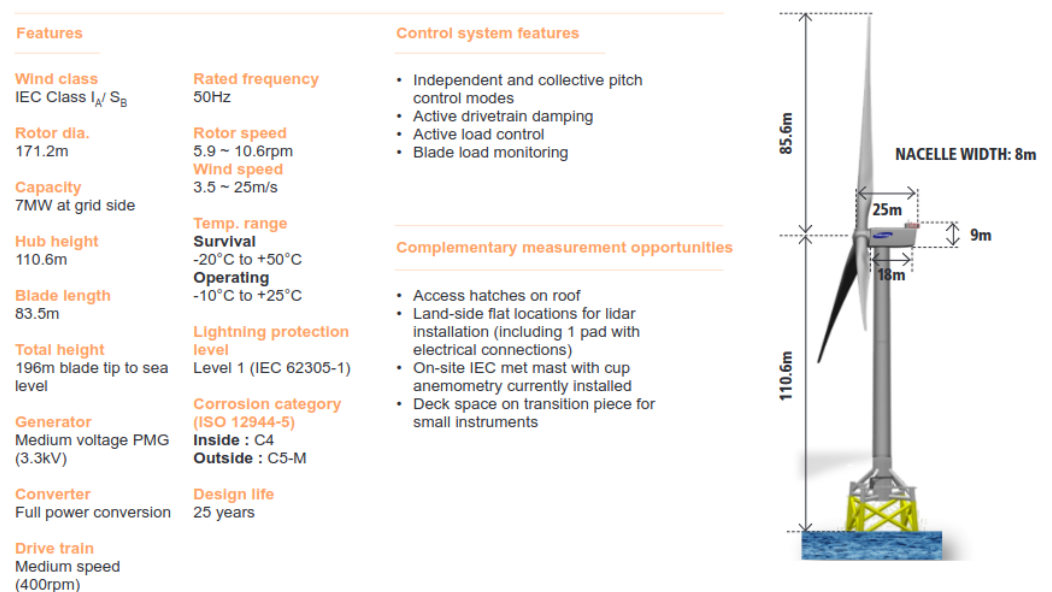 Features
Wind class
IEC Class I_A/ S_B
Rotor dia.
171.2m
Capacity
7MW at grid side
Hub height
110.6m
Blade length
83.5m
Total height
196m blade tip to sea
level
Generator
Medium voltage PMG
(3.3kV)
Converter
Full power conversion
Drive train
Medium speed
(400rpm)
Rated frequency
50Hz
Rotor speed
5.9 ~ 10.6rpm
Wind speed
3.5 ~ 25m/s
Temp. range
Survival
-20°C to +50°C
Operating
-10°C to +25°C
Lightning protection
level
Level 1 (IEC 62305-1)
Corrosion category
(ISO 12944-5)
Inside : C4
Outside : C5-M
Design life
25 years
Control system features
• Independent and collective pitch
control modes
• Active drivetrain damping
• Active load control
• Blade load monitoring
Complementary measurement opportunities
• Access hatches on roof
• Land-side flat locations for lidar
installation (including 1 pad with
electrical connections)
• On-site IEC met mast with cup
anemometry currently installed
• Deck space on transition piece for
small instruments
85.6m
NACELLE WIDTH: 8m
25m
9m
18m
110.6m